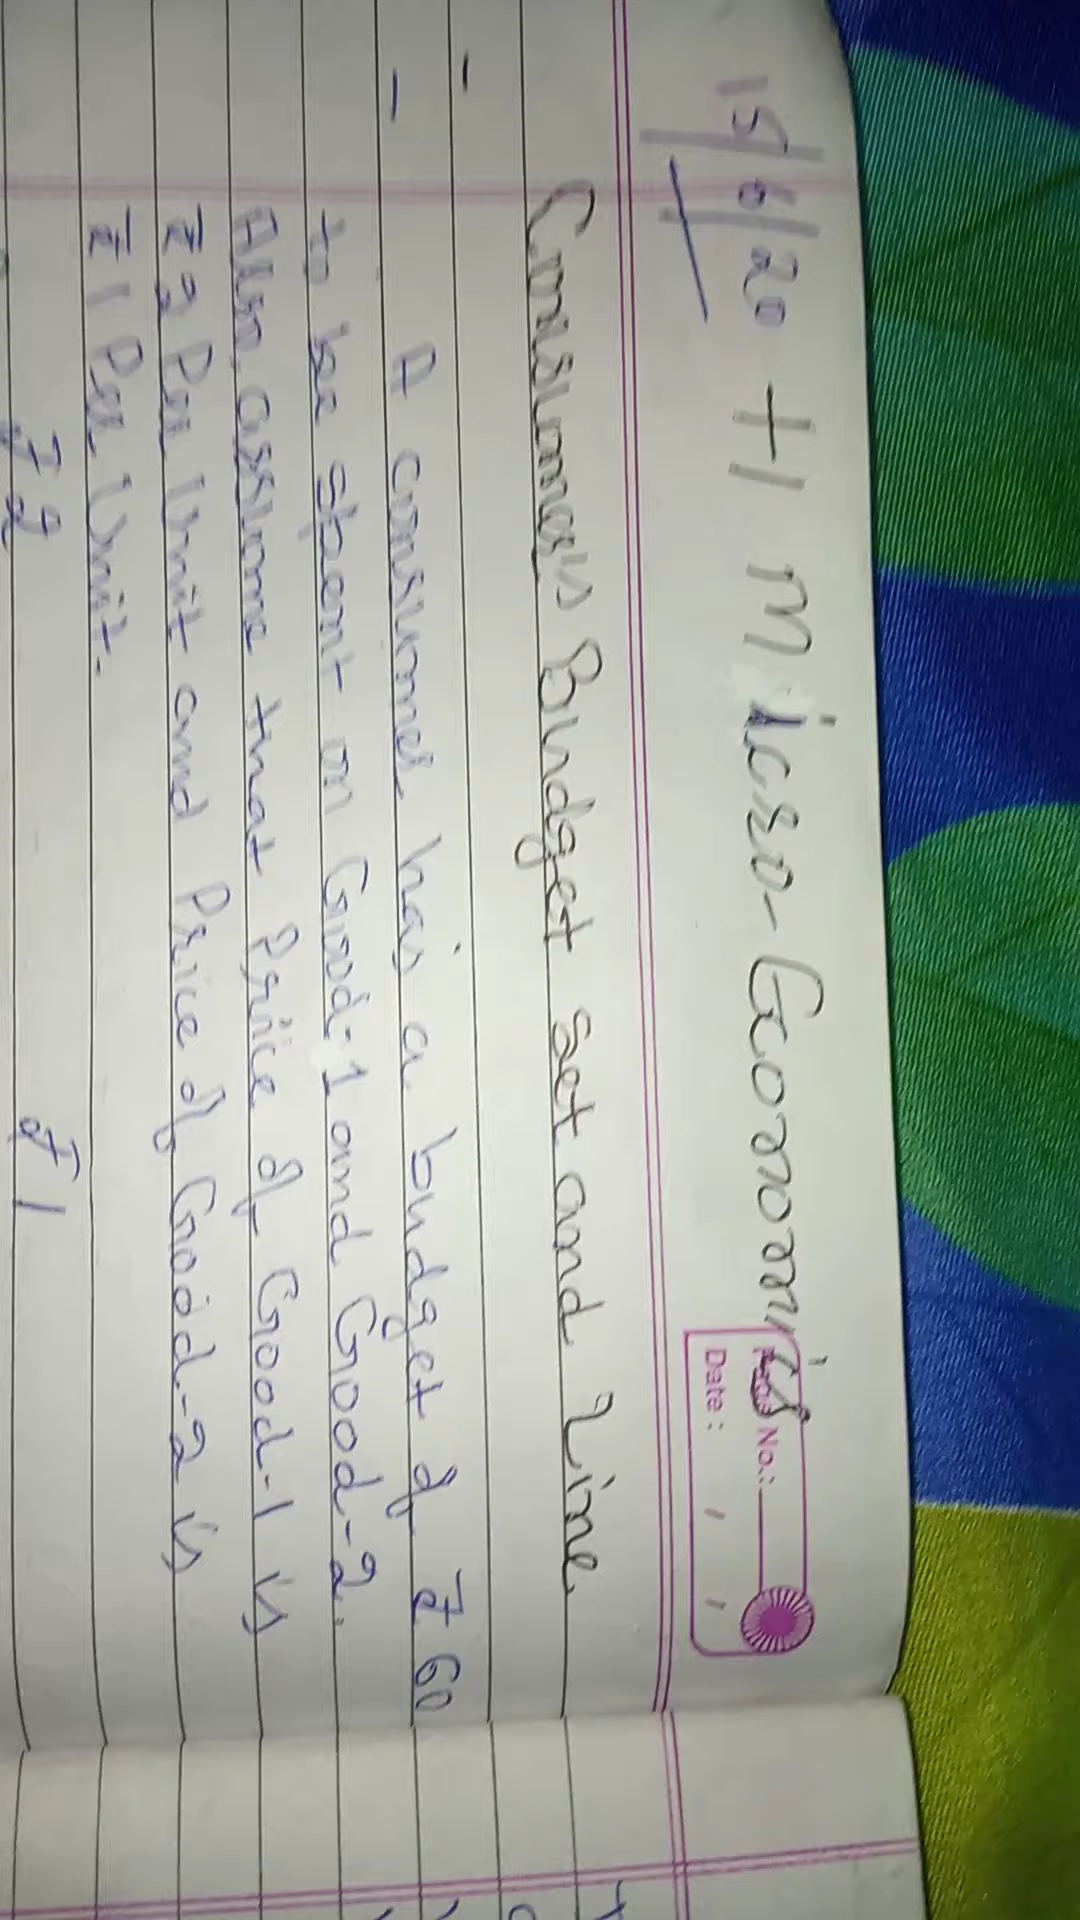 15/6/20 +1 Micro-Economics
Page No.:
Date: / /
Consumer's Budget set and Line
- A consumer has a budget of ₹ 60
to be spent on Good-1 and Good-2.
Also, assume that Price of Good-1 is
₹ 2 Per Unit and Price of Good-2 is
₹ 1 Per Unit.
₹ 2 ₹ 1